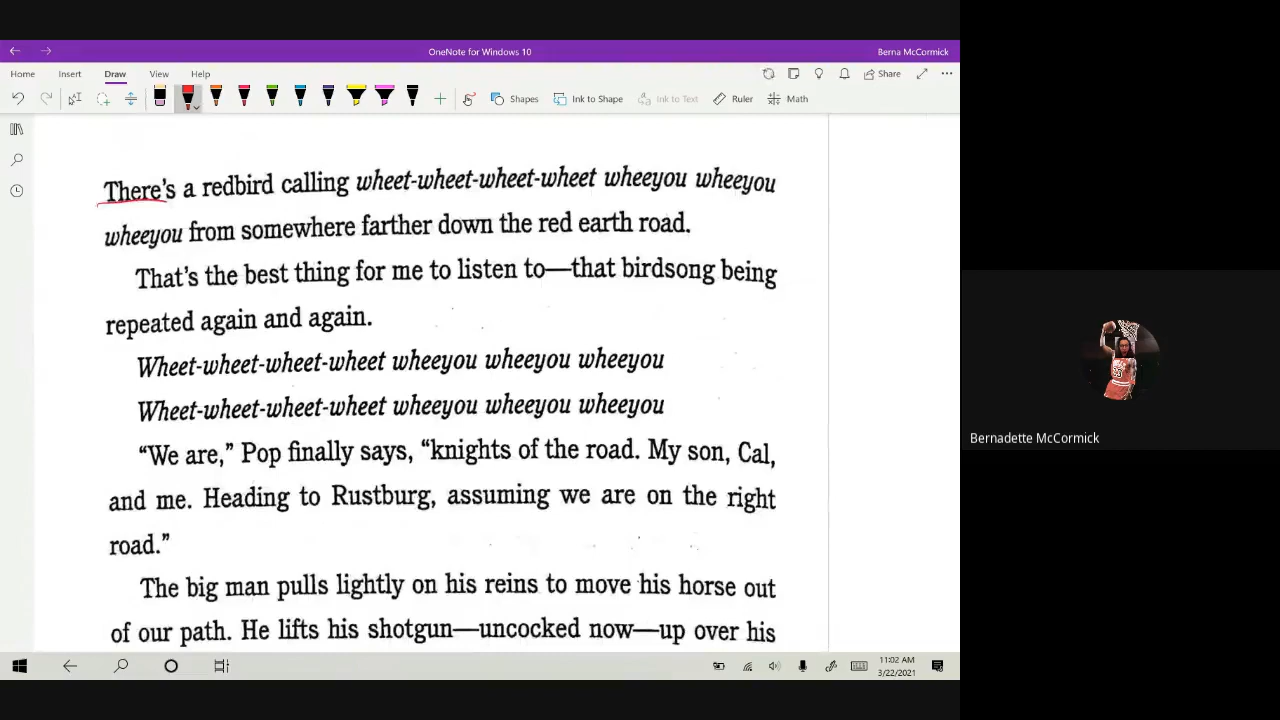 OneNote for Windows 10
Berna McCormick
Home Insert Draw View Help Share
Shapes Ink to Shape Ink to Text Ruler Math
There's a redbird calling wheet-wheet-wheet-wheet wheeyou wheeyou
wheeyou from somewhere farther down the red earth road.
That's the best thing for me to listen to—that birdsong being
repeated again and again.
Wheet-wheet-wheet-wheet wheeyou wheeyou wheeyou
Wheet-wheet-wheet-wheet wheeyou wheeyou wheeyou
“We are,” Pop finally says, “knights of the road. My son, Cal,
and me. Heading to Rustburg, assuming we are on the right
road.”
The big man pulls lightly on his reins to move his horse out
of our path. He lifts his shotgun—uncocked now—up over his
Bernadette McCormick
11:02 AM
3/22/2021